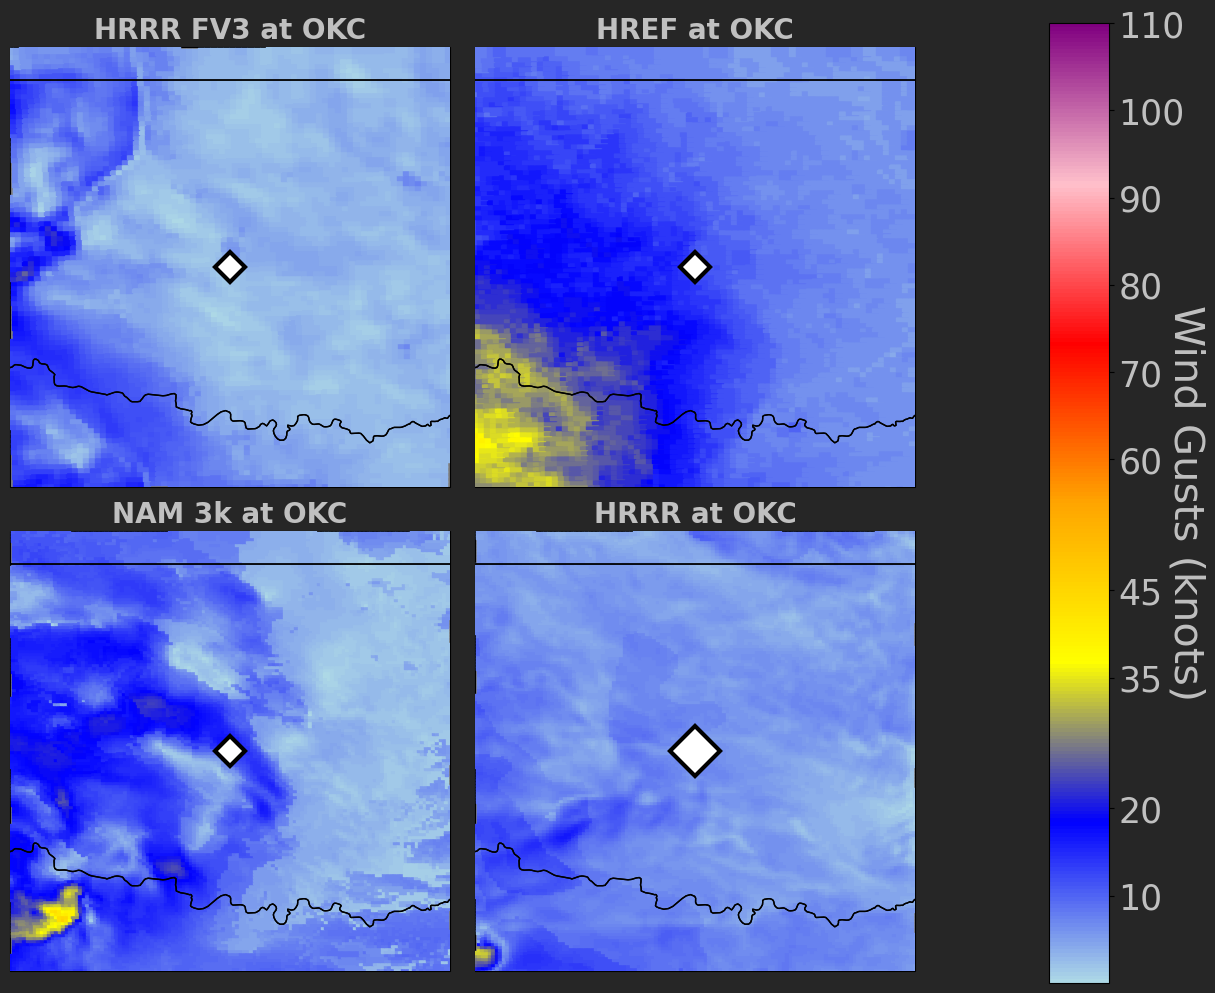 HRRR FV3 at OKC
HREF at OKC
NAM 3k at OKC
HRRR at OKC
110
100
90
80
70
60
45
35
20
10
Wind Gusts (knots)